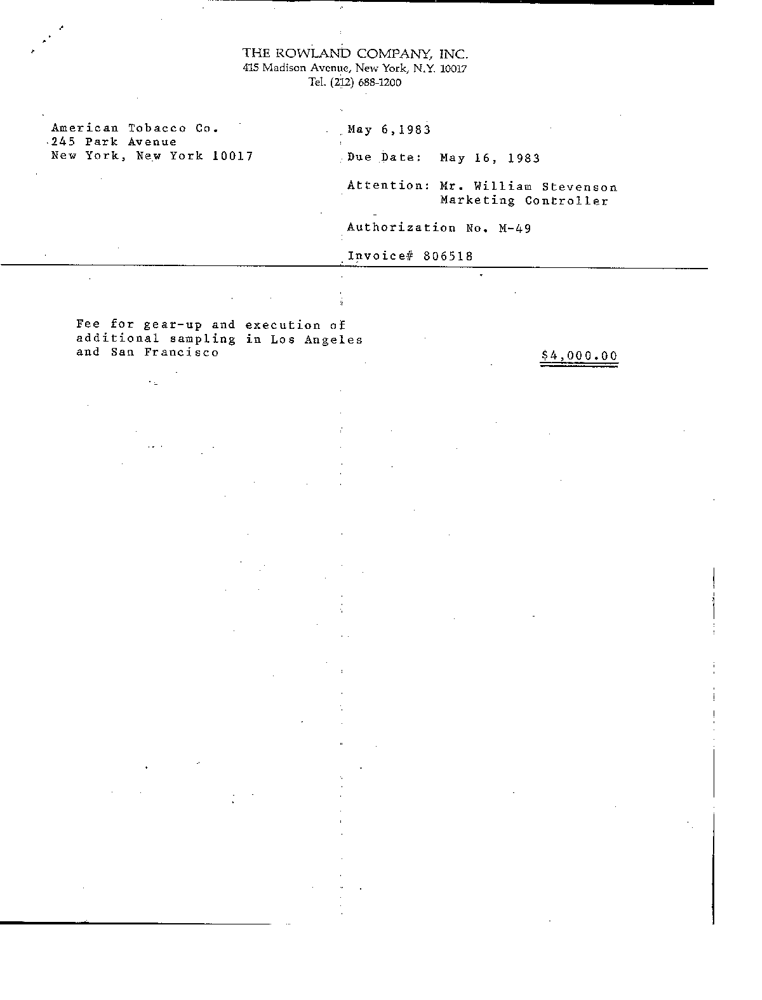 THE ROWLAND COMPANY, INC.
415 Madison Avenue, New York, N.Y. 10017
Tel. (212) 688-1200
American Tobacco Co.
245 Park Avenue
New York, New York 10017
May 6,1983
Due Date: May 16, 1983
Attention: Mr. William Stevenson
Marketing Controller
Authorization No. M-49
Invoice# 806518
Fee for gear-up and execution of
additional sampling in Los Angeles
and San Francisco
$4,000.00